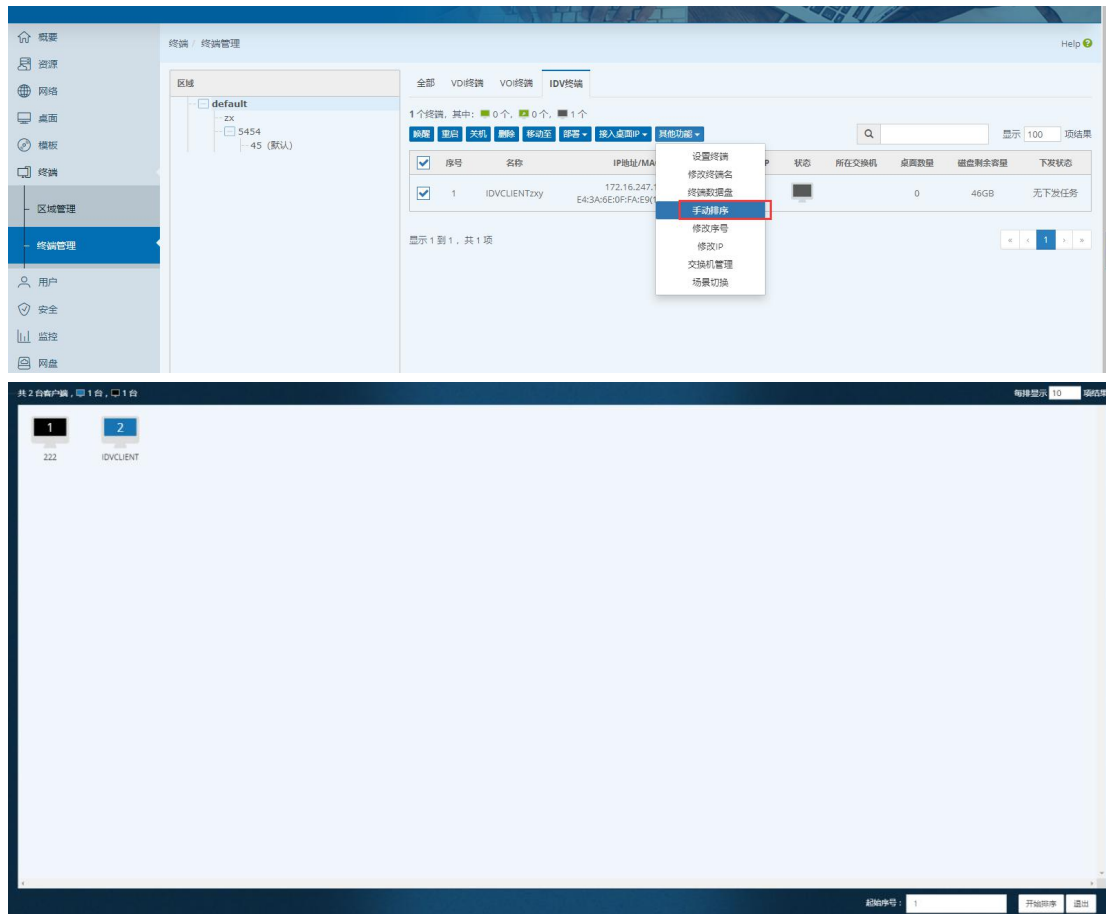 概要
终端 / 终端管理
Help
资源
网络
桌面
模板
终端
区域管理
终端管理
用户
安全
监控
网盘
区域
default
zx
5454
45 (默认)
全部 VDI终端 VOI终端 IDV终端
1个终端, 其中: 0个, 0个, 1个
唤醒 重启 关机 删除 移动至 部署 接入桌面IP 其他功能
显示 100 项结果
序号 名称 IP地址/MA P 状态 所在交换机 桌面数量 磁盘剩余容量 下发状态
1 IDVCLIENTzxy 172.16.247.1 0 46GB 无下发任务
E4:3A:6E:0F:FA:E9(1
设置终端
修改终端名
终端数据盘
手动排序
修改序号
修改IP
交换机管理
场景切换
显示 1 到 1 , 共 1 项
« ‹ 1 › »
共 2 台客户端 , 1 台 , 1 台
每排显示 10 项结果
1 2
222 IDVCLIENT
起始序号 : 1 开始排序 退出